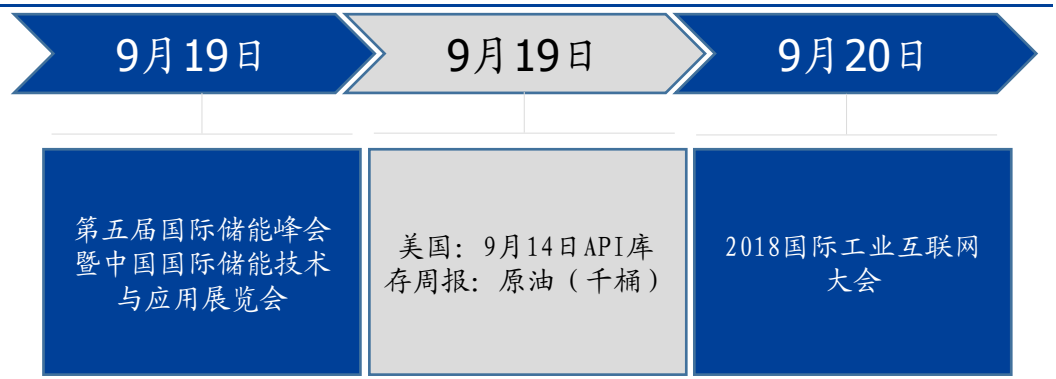 9月19日
9月19日
9月20日
第五届国际储能峰会
暨中国国际储能技术
与应用展览会
美国：9月14日API库
存周报：原油（千桶）
2018国际工业互联网
大会